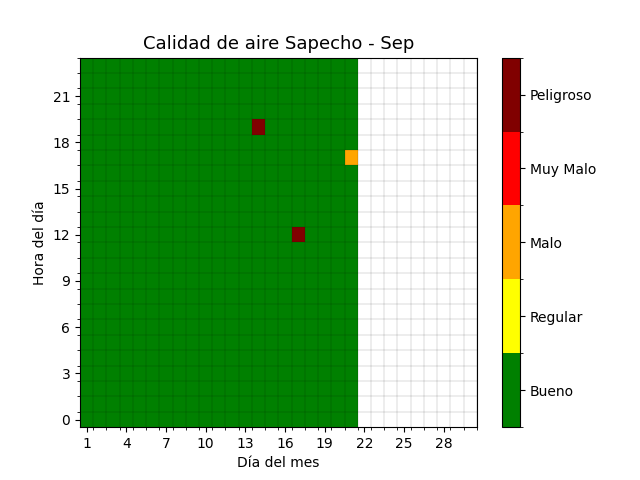 Calidad de aire Sapecho - Sep
Hora del día
21
18
15
12
9
6
3
0
1 4 7 10 13 16 19 22 25 28
Día del mes
Peligroso
Muy Malo
Malo
Regular
Bueno